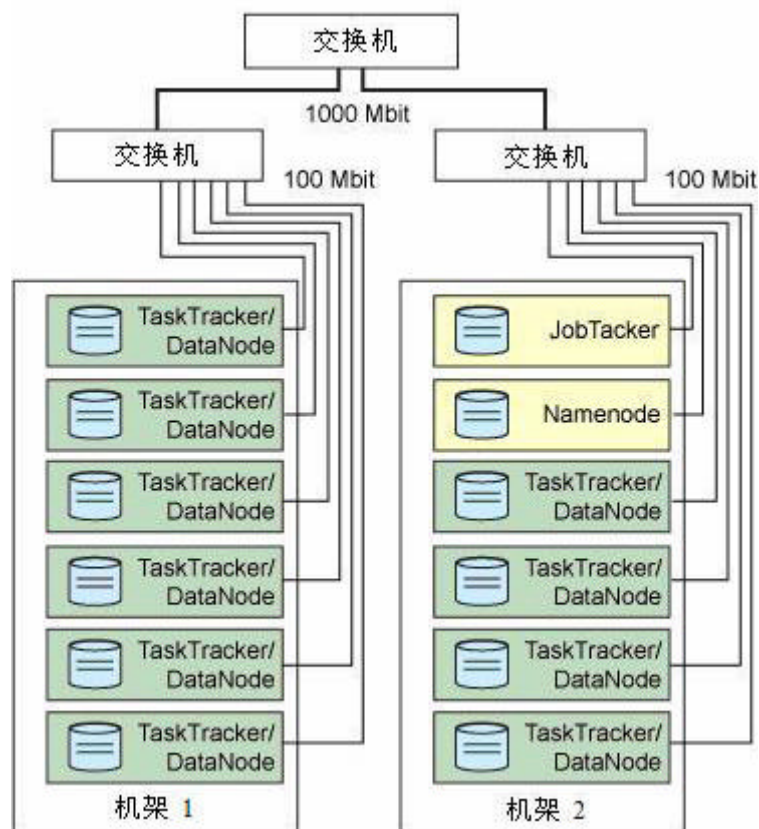 交换机
1000 Mbit
交换机
交换机
100 Mbit
100 Mbit
TaskTracker/
DataNode
TaskTracker/
DataNode
TaskTracker/
DataNode
TaskTracker/
DataNode
TaskTracker/
DataNode
TaskTracker/
DataNode
机架 1
JobTacker
Namenode
TaskTracker/
DataNode
TaskTracker/
DataNode
TaskTracker/
DataNode
TaskTracker/
DataNode
机架 2